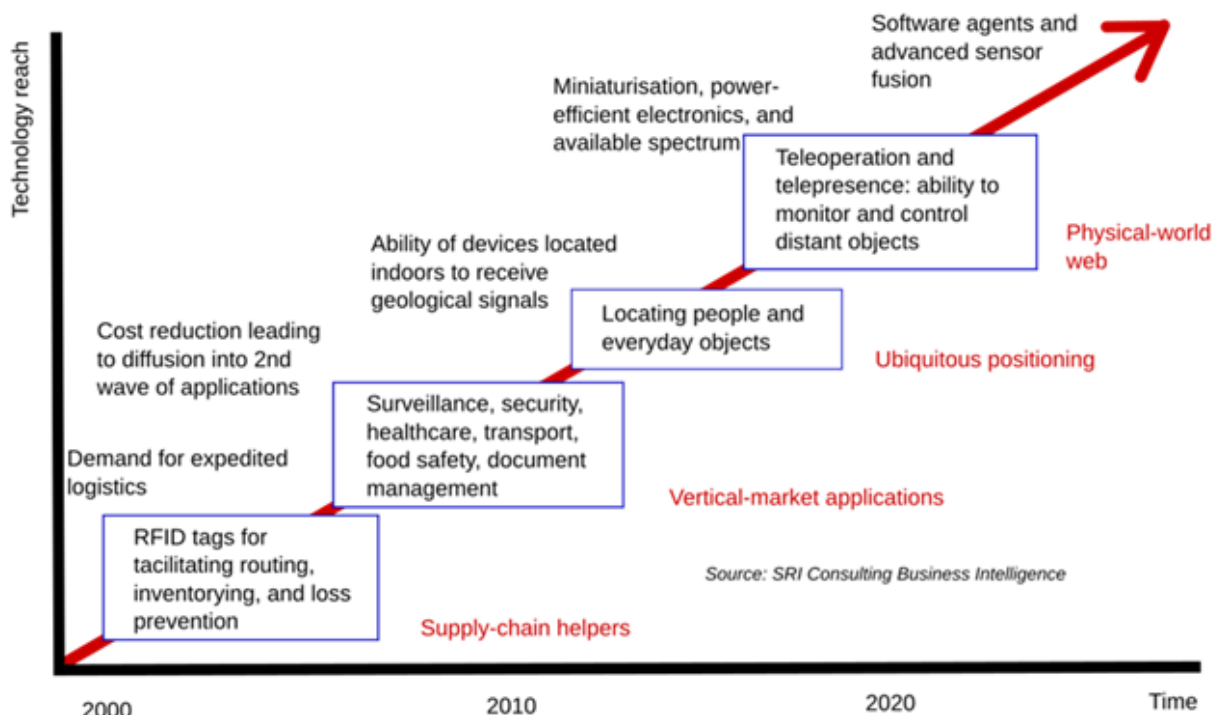 Technology reach
Software agents and
advanced sensor
fusion
Miniaturisation, power-
efficient electronics, and
available spectrum
Teleoperation and
telepresence: ability to
monitor and control
distant objects
Physical-world
web
Ability of devices located
indoors to receive
geological signals
Locating people and
everyday objects
Ubiquitous positioning
Cost reduction leading
to diffusion into 2nd
wave of applications
Surveillance, security,
healthcare, transport,
food safety, document
management
Vertical-market applications
Demand for expedited
logistics
RFID tags for
tacilitating routing,
inventorying, and loss
prevention
Supply-chain helpers
Source: SRI Consulting Business Intelligence
2000
2010
2020
Time